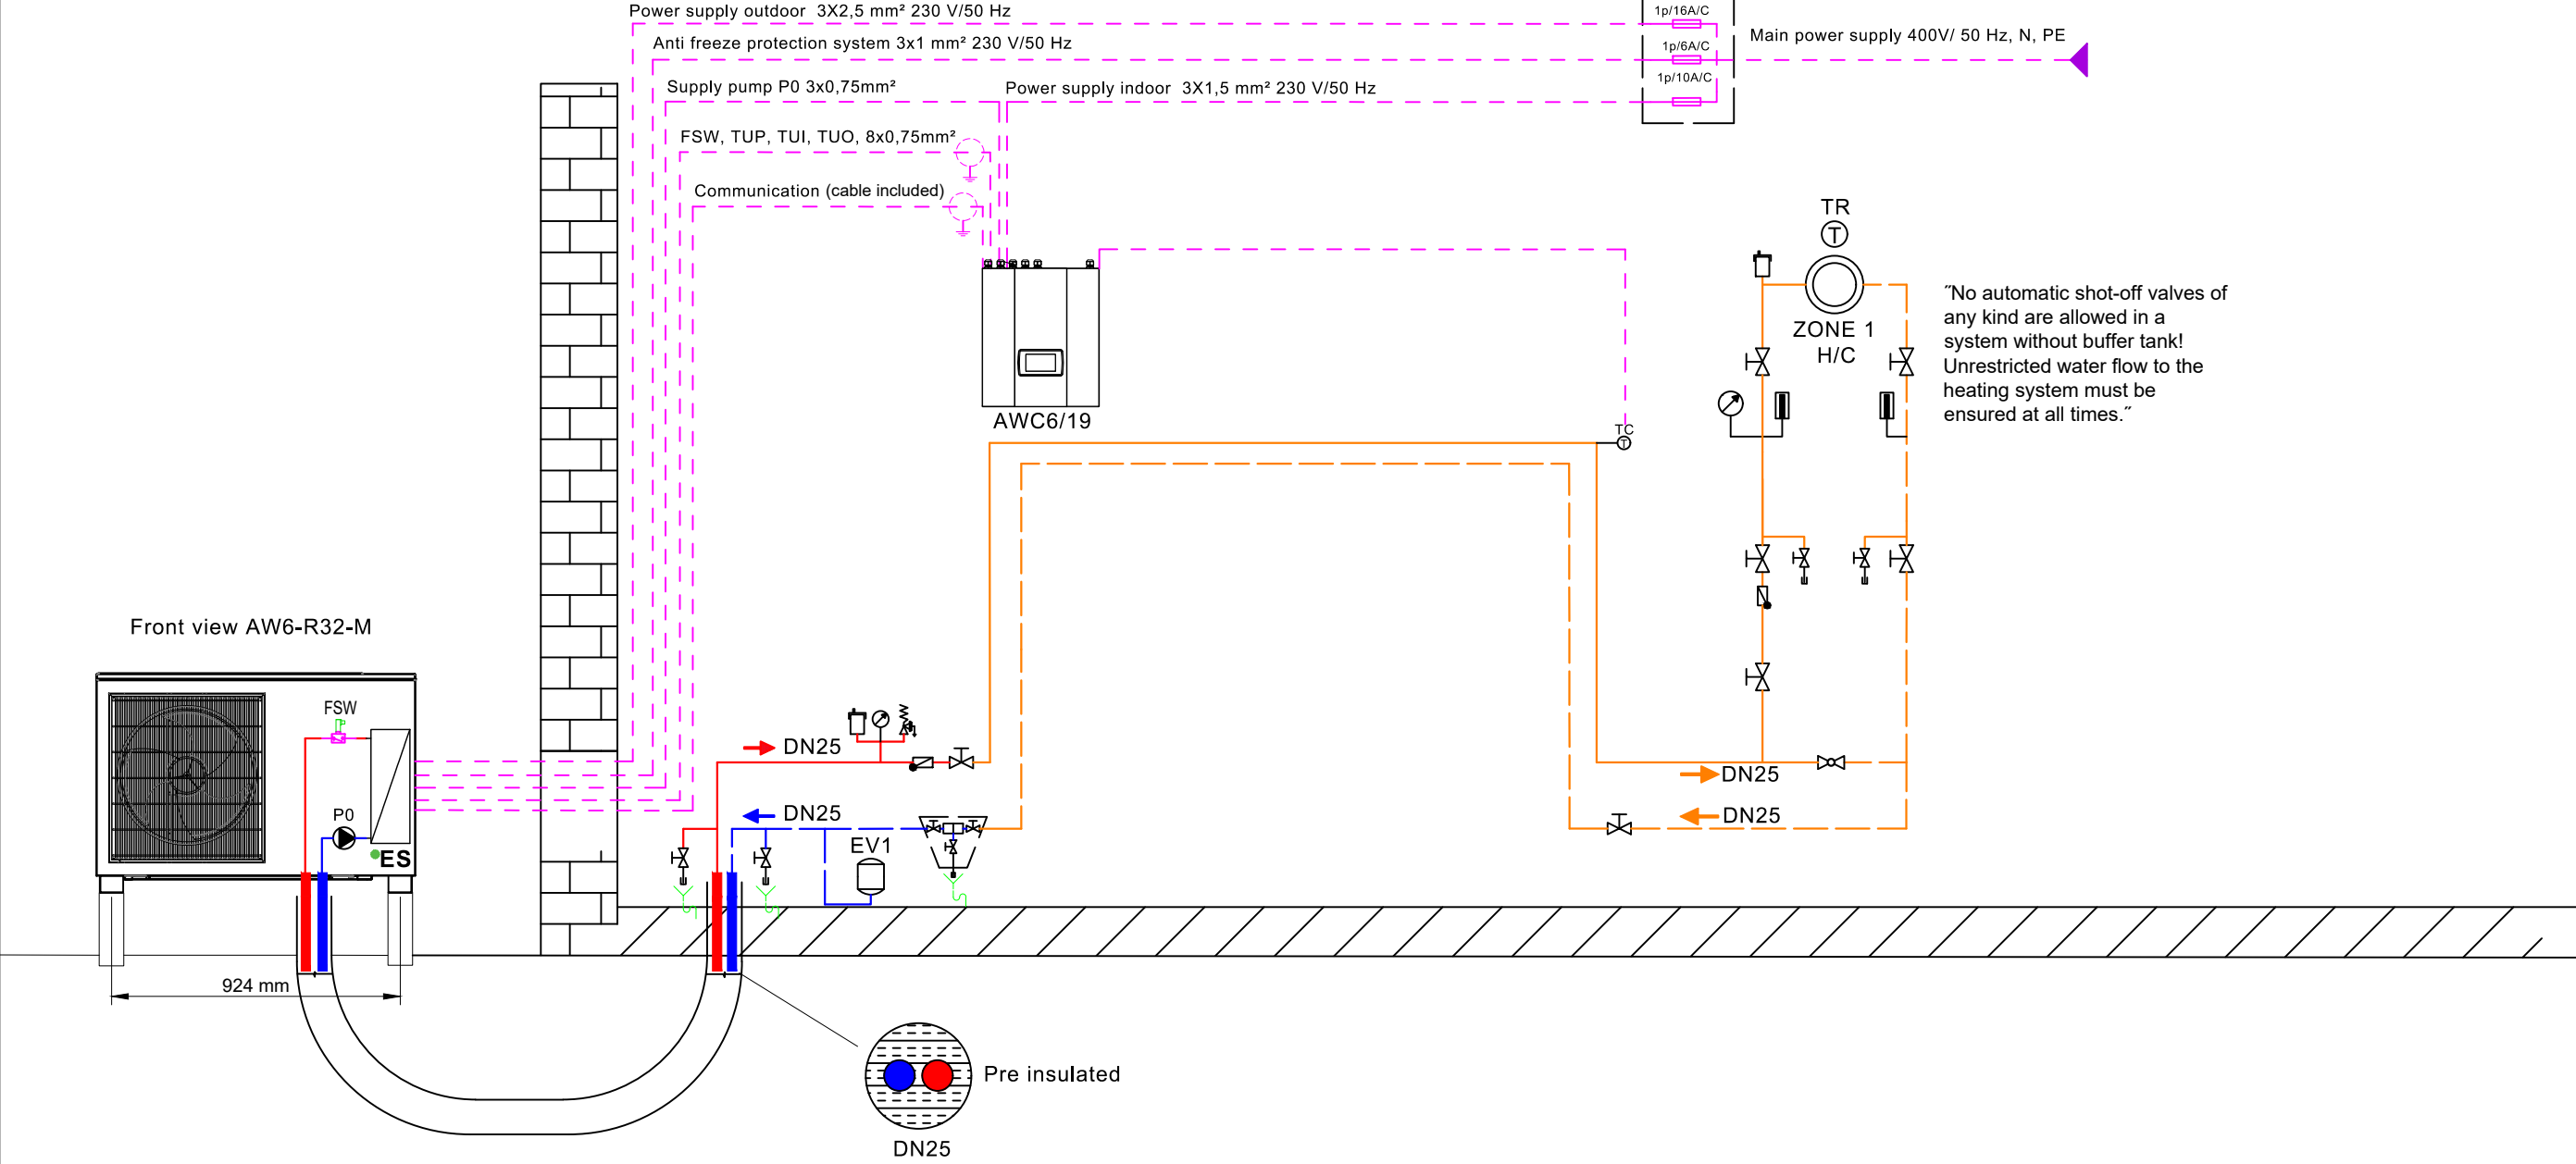 Power supply outdoor 3X2,5 mm² 230 V/50 Hz
1p/16A/C
Anti freeze protection system 3x1 mm² 230 V/50 Hz
1p/6A/C
Main power supply 400V/ 50 Hz, N, PE
Supply pump P0 3x0,75mm²
Power supply indoor 3X1,5 mm² 230 V/50 Hz
1p/10A/C
FSW, TUP, TUI, TUO, 8x0,75mm²
Communication (cable included)
TR
T
ZONE 1
H/C
˝No automatic shot-off valves of
any kind are allowed in a
system without buffer tank!
Unrestricted water flow to the
heating system must be
ensured at all times.˝
AWC6/19
TC
T
Front view AW6-R32-M
FSW
P0
ES
DN25
DN25
EV1
DN25
DN25
924 mm
Pre insulated
DN25